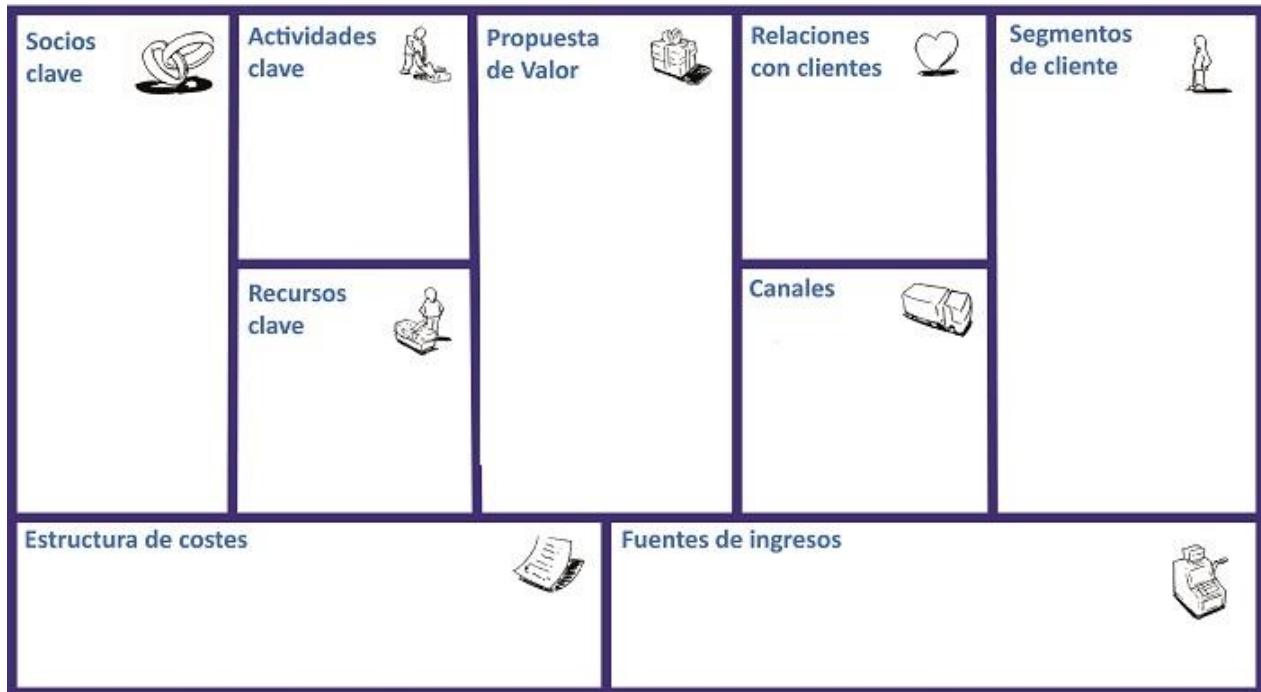 Socios
clave
Actividades
clave
Propuesta
de Valor
Relaciones
con clientes
Segmentos
de cliente
Recursos
clave
Canales
Estructura de costes
Fuentes de ingresos